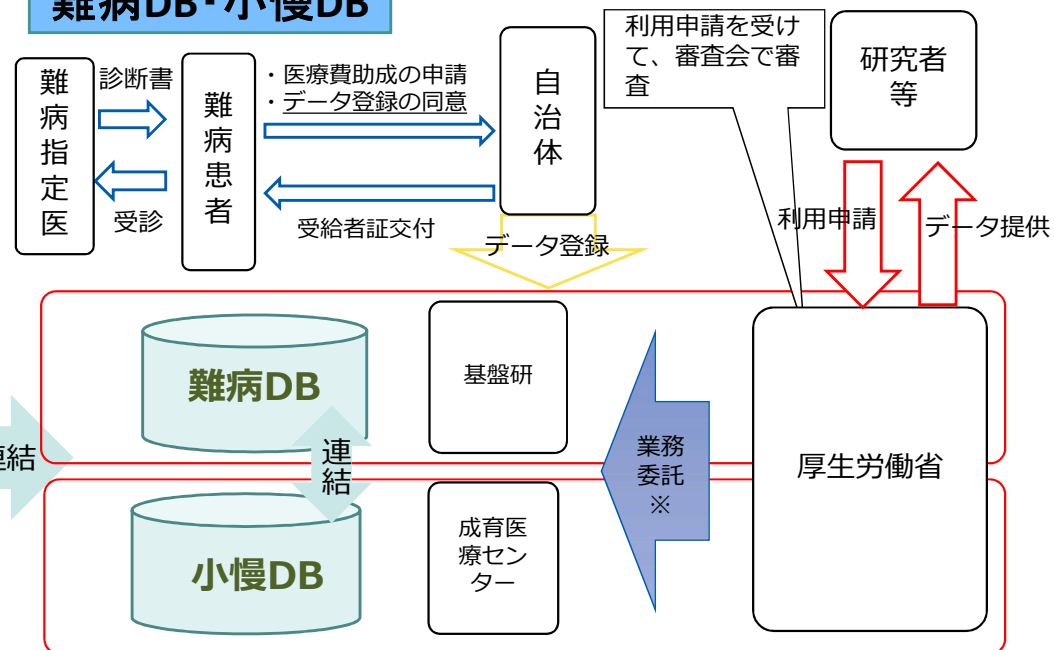 難病DB・小慢DB
難病指定医
診断書
受診
難病患者
・医療費助成の申請
・データ登録の同意
受給者証交付
自治体
データ登録
利用申請を受け
て、審査会で審
査
研究者
等
利用申請
データ提供
難病DB
基盤研
連結
連結
業務
委託
※
厚生労働省
小慢DB
成育医
療セン
ター